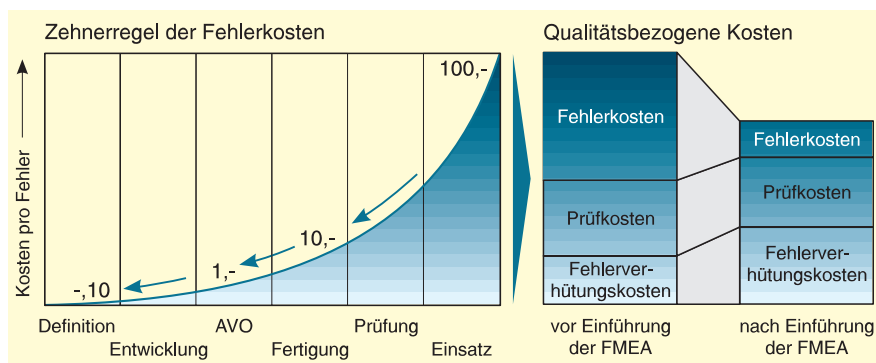 Zehnerregel der Fehlerkosten
Kosten pro Fehler
-,10
1,-
10,-
100,-
Definition
Entwicklung
AVO
Fertigung
Prüfung
Einsatz
Qualitätsbezogene Kosten
Fehlerkosten
Prüfkosten
Fehlerver-
hütungskosten
vor Einführung
der FMEA
Fehlerkosten
Prüfkosten
Fehlerver-
hütungskosten
nach Einführung
der FMEA